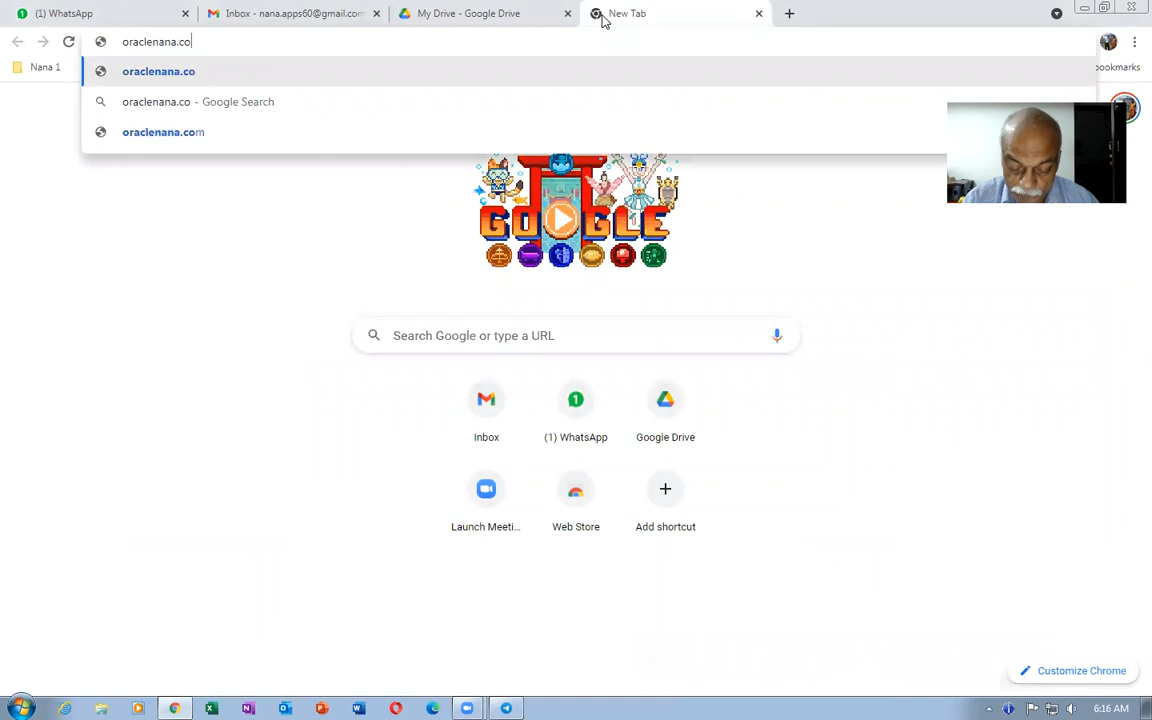 (1) WhatsApp
Inbox - nana.apps60@gmail.com
My Drive - Google Drive
New Tab
oraclenana.co
Nana 1
ookmarks
oraclenana.co
oraclenana.co - Google Search
oraclenana.com
GOOGLE
Search Google or type a URL
Inbox
(1) WhatsApp
Google Drive
Launch Meeti...
Web Store
Add shortcut
Customize Chrome
6:16 AM